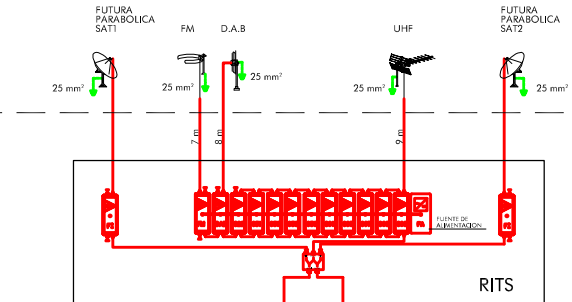 FUTURA
PARABOLICA
SAT1
FM
D.A.B
UHF
FUTURA
PARABOLICA
SAT2
25 mm²
25 mm²
25 mm²
25 mm²
25 mm²
7 m
8 m
9 m
FUENTE DE
ALIMENTACION
RITS